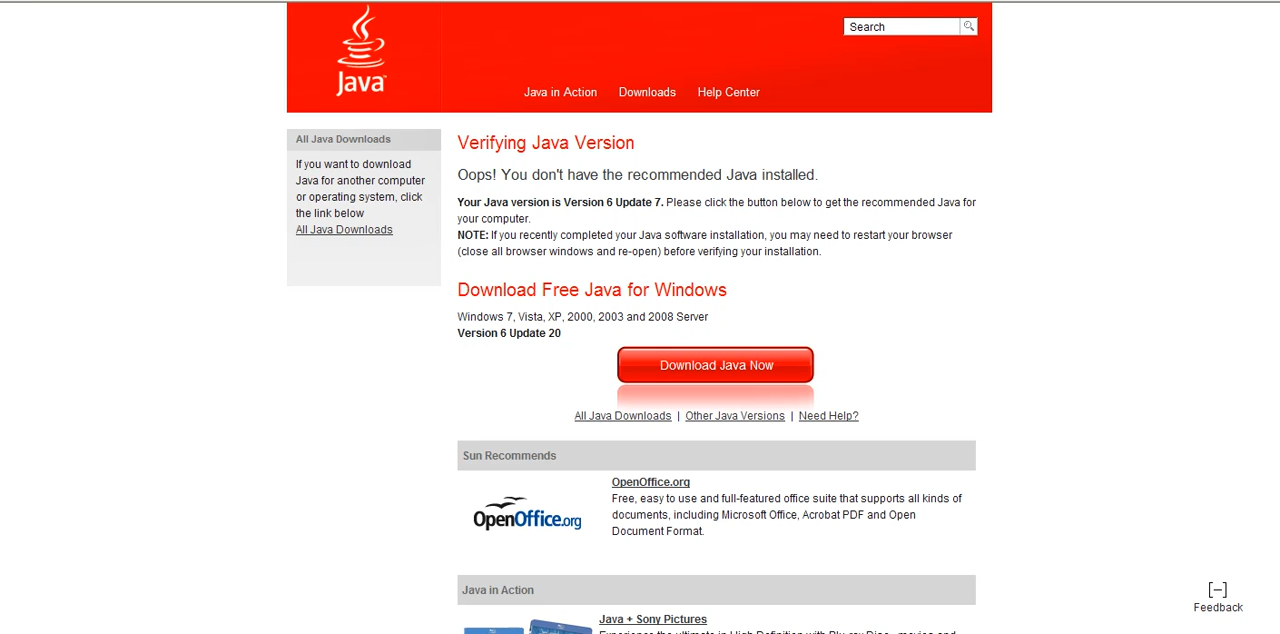 Java
Search
Java in Action Downloads Help Center
All Java Downloads
If you want to download
Java for another computer
or operating system, click
the link below
All Java Downloads
Verifying Java Version
Oops! You don't have the recommended Java installed.
Your Java version is Version 6 Update 7. Please click the button below to get the recommended Java for
your computer.
NOTE: If you recently completed your Java software installation, you may need to restart your browser
(close all browser windows and re-open) before verifying your installation.
Download Free Java for Windows
Windows 7, Vista, XP, 2000, 2003 and 2008 Server
Version 6 Update 20
Download Java Now
All Java Downloads | Other Java Versions | Need Help?
Sun Recommends
OpenOffice.org
OpenOffice.org
Free, easy to use and full-featured office suite that supports all kinds of
documents, including Microsoft Office, Acrobat PDF and Open
Document Format.
Java in Action
Java + Sony Pictures
Experience the ultimate in High Definition with Blu-ray Disc movies and
[–]
Feedback